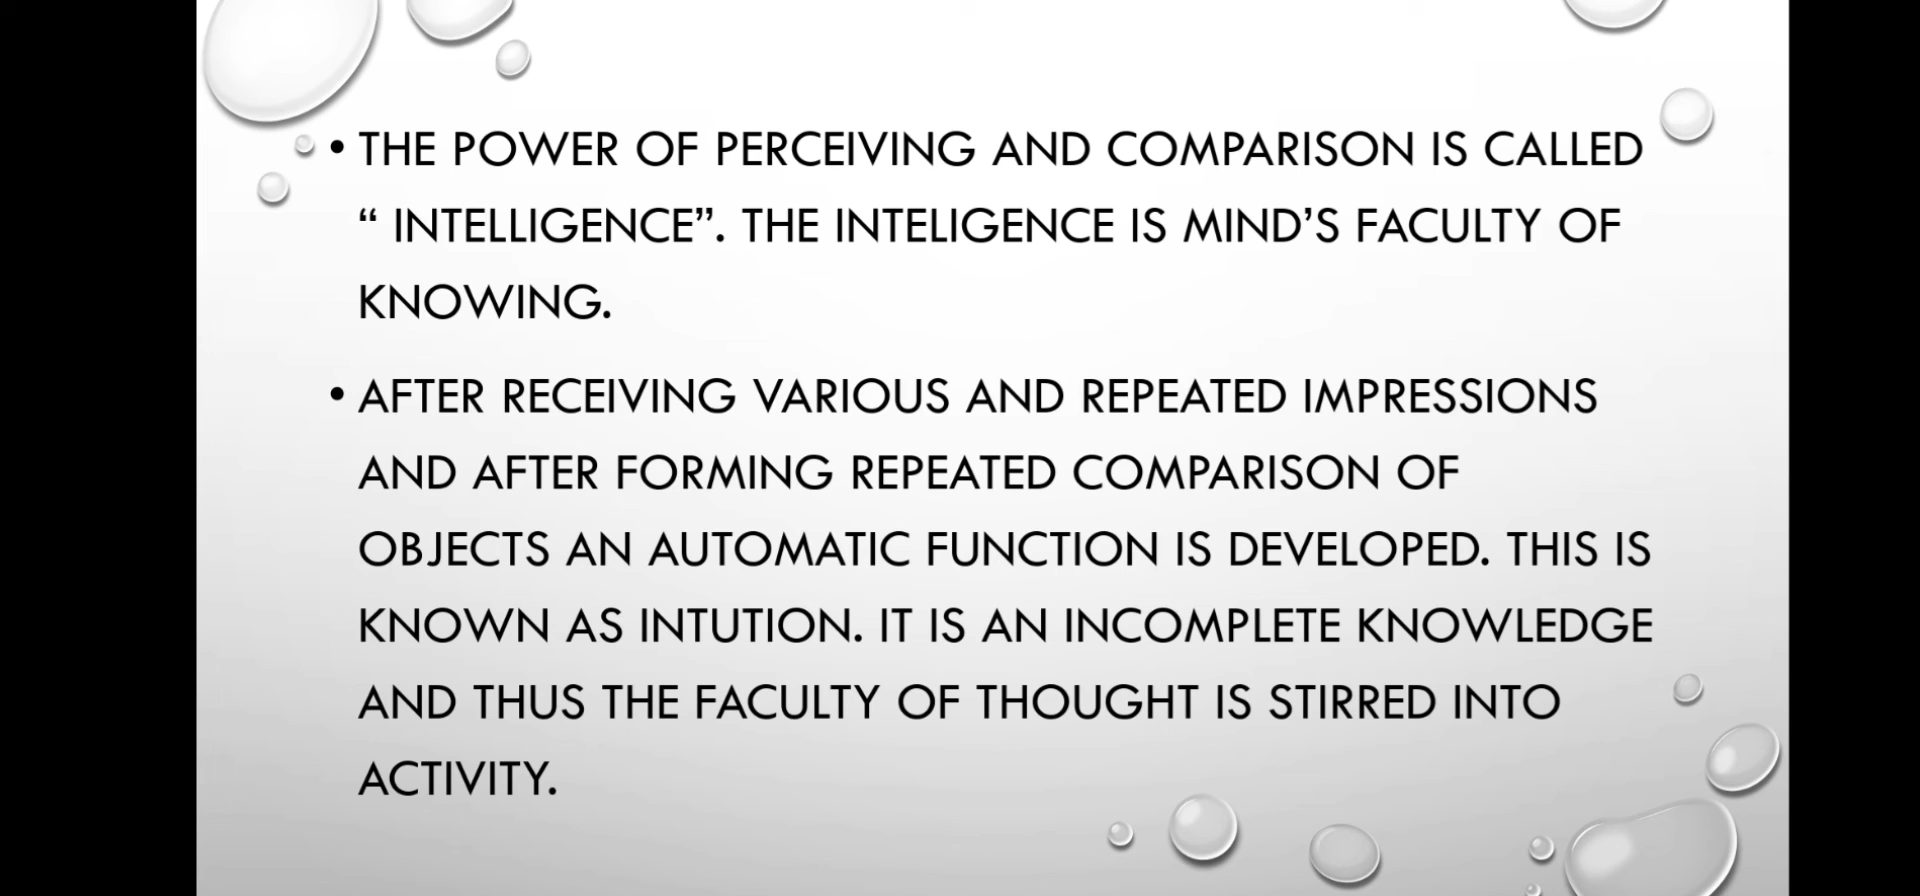 • THE POWER OF PERCEIVING AND COMPARISON IS CALLED
“ INTELLIGENCE”. THE INTELIGENCE IS MIND’S FACULTY OF
KNOWING.
• AFTER RECEIVING VARIOUS AND REPEATED IMPRESSIONS
AND AFTER FORMING REPEATED COMPARISON OF
OBJECTS AN AUTOMATIC FUNCTION IS DEVELOPED. THIS IS
KNOWN AS INTUTION. IT IS AN INCOMPLETE KNOWLEDGE
AND THUS THE FACULTY OF THOUGHT IS STIRRED INTO
ACTIVITY.